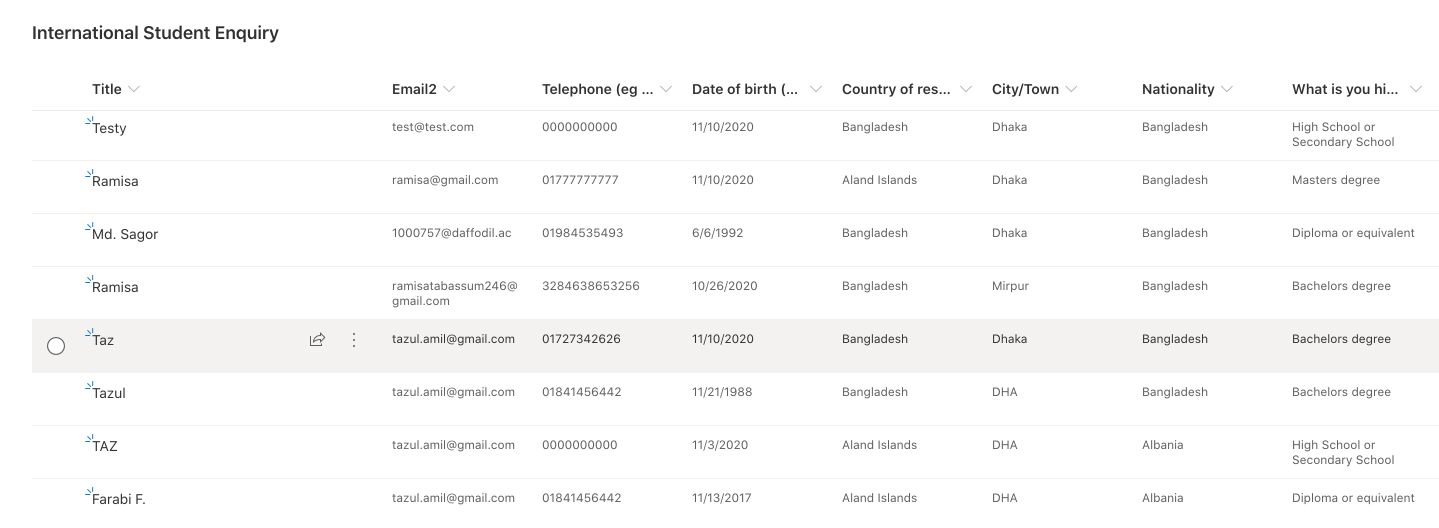 International Student Enquiry
Title Email2 Telephone (eg ... Date of birth (... Country of res... City/Town Nationality What is you hi...
Testy test@test.com 0000000000 11/10/2020 Bangladesh Dhaka Bangladesh High School or
Secondary School
Ramisa ramisa@gmail.com 01777777777 11/10/2020 Aland Islands Dhaka Bangladesh Masters degree
Md. Sagor 1000757@daffodil.ac 01984535493 6/6/1992 Bangladesh Dhaka Bangladesh Diploma or equivalent
Ramisa ramisatabassum246@ 3284638653256 10/26/2020 Bangladesh Mirpur Bangladesh Bachelors degree
gmail.com
Taz tazul.amil@gmail.com 01727342626 11/10/2020 Bangladesh Dhaka Bangladesh Bachelors degree
Tazul tazul.amil@gmail.com 01841456442 11/21/1988 Bangladesh DHA Bangladesh Bachelors degree
TAZ tazul.amil@gmail.com 0000000000 11/3/2020 Aland Islands DHA Albania High School or
Secondary School
Farabi F. tazul.amil@gmail.com 01841456442 11/13/2017 Aland Islands DHA Albania Diploma or equivalent